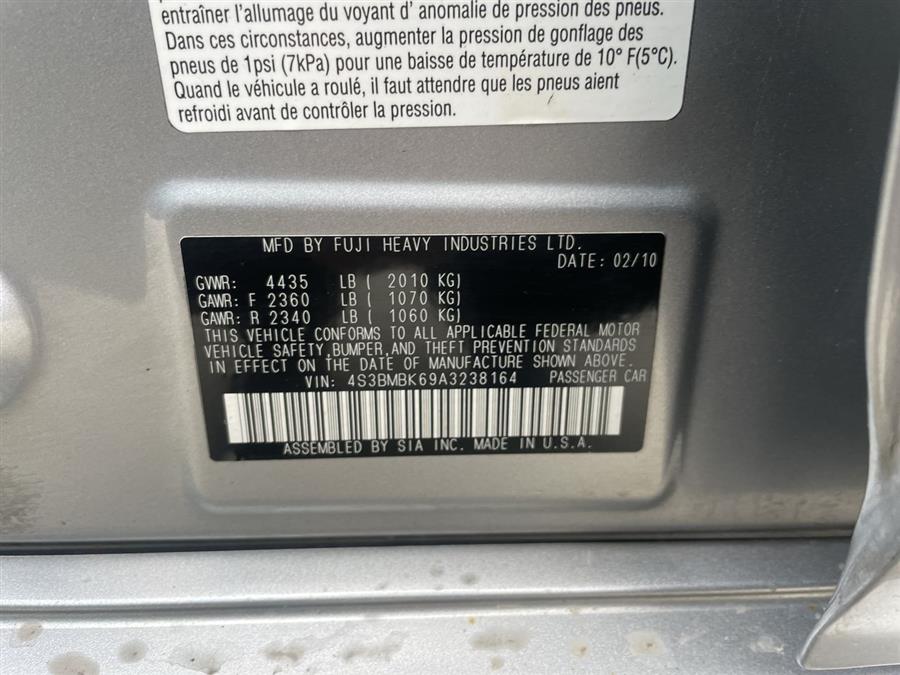 entraîner l'allumage du voyant d' anomalie de pression des pneus.
Dans ces circonstances, augmenter la pression de gonflage des
pneus de 1psi (7kPa) pour une baisse de température de 10° F(5°C).
Quand le véhicule a roulé, il faut attendre que les pneus aient
refroidi avant de contrôler la pression.
MFD BY FUJI HEAVY INDUSTRIES LTD.
DATE: 02/10
GVWR: 4435 LB ( 2010 KG)
GAWR: F 2360 LB ( 1070 KG)
GAWR: R 2340 LB ( 1060 KG)
THIS VEHICLE CONFORMS TO ALL APPLICABLE FEDERAL MOTOR
VEHICLE SAFETY,BUMPER,AND THEFT PREVENTION STANDARDS
IN EFFECT ON THE DATE OF MANUFACTURE SHOWN ABOVE.
VIN: 4S3BMBK69A3238164 PASSENGER CAR
ASSEMBLED BY SIA INC. MADE IN U.S.A.